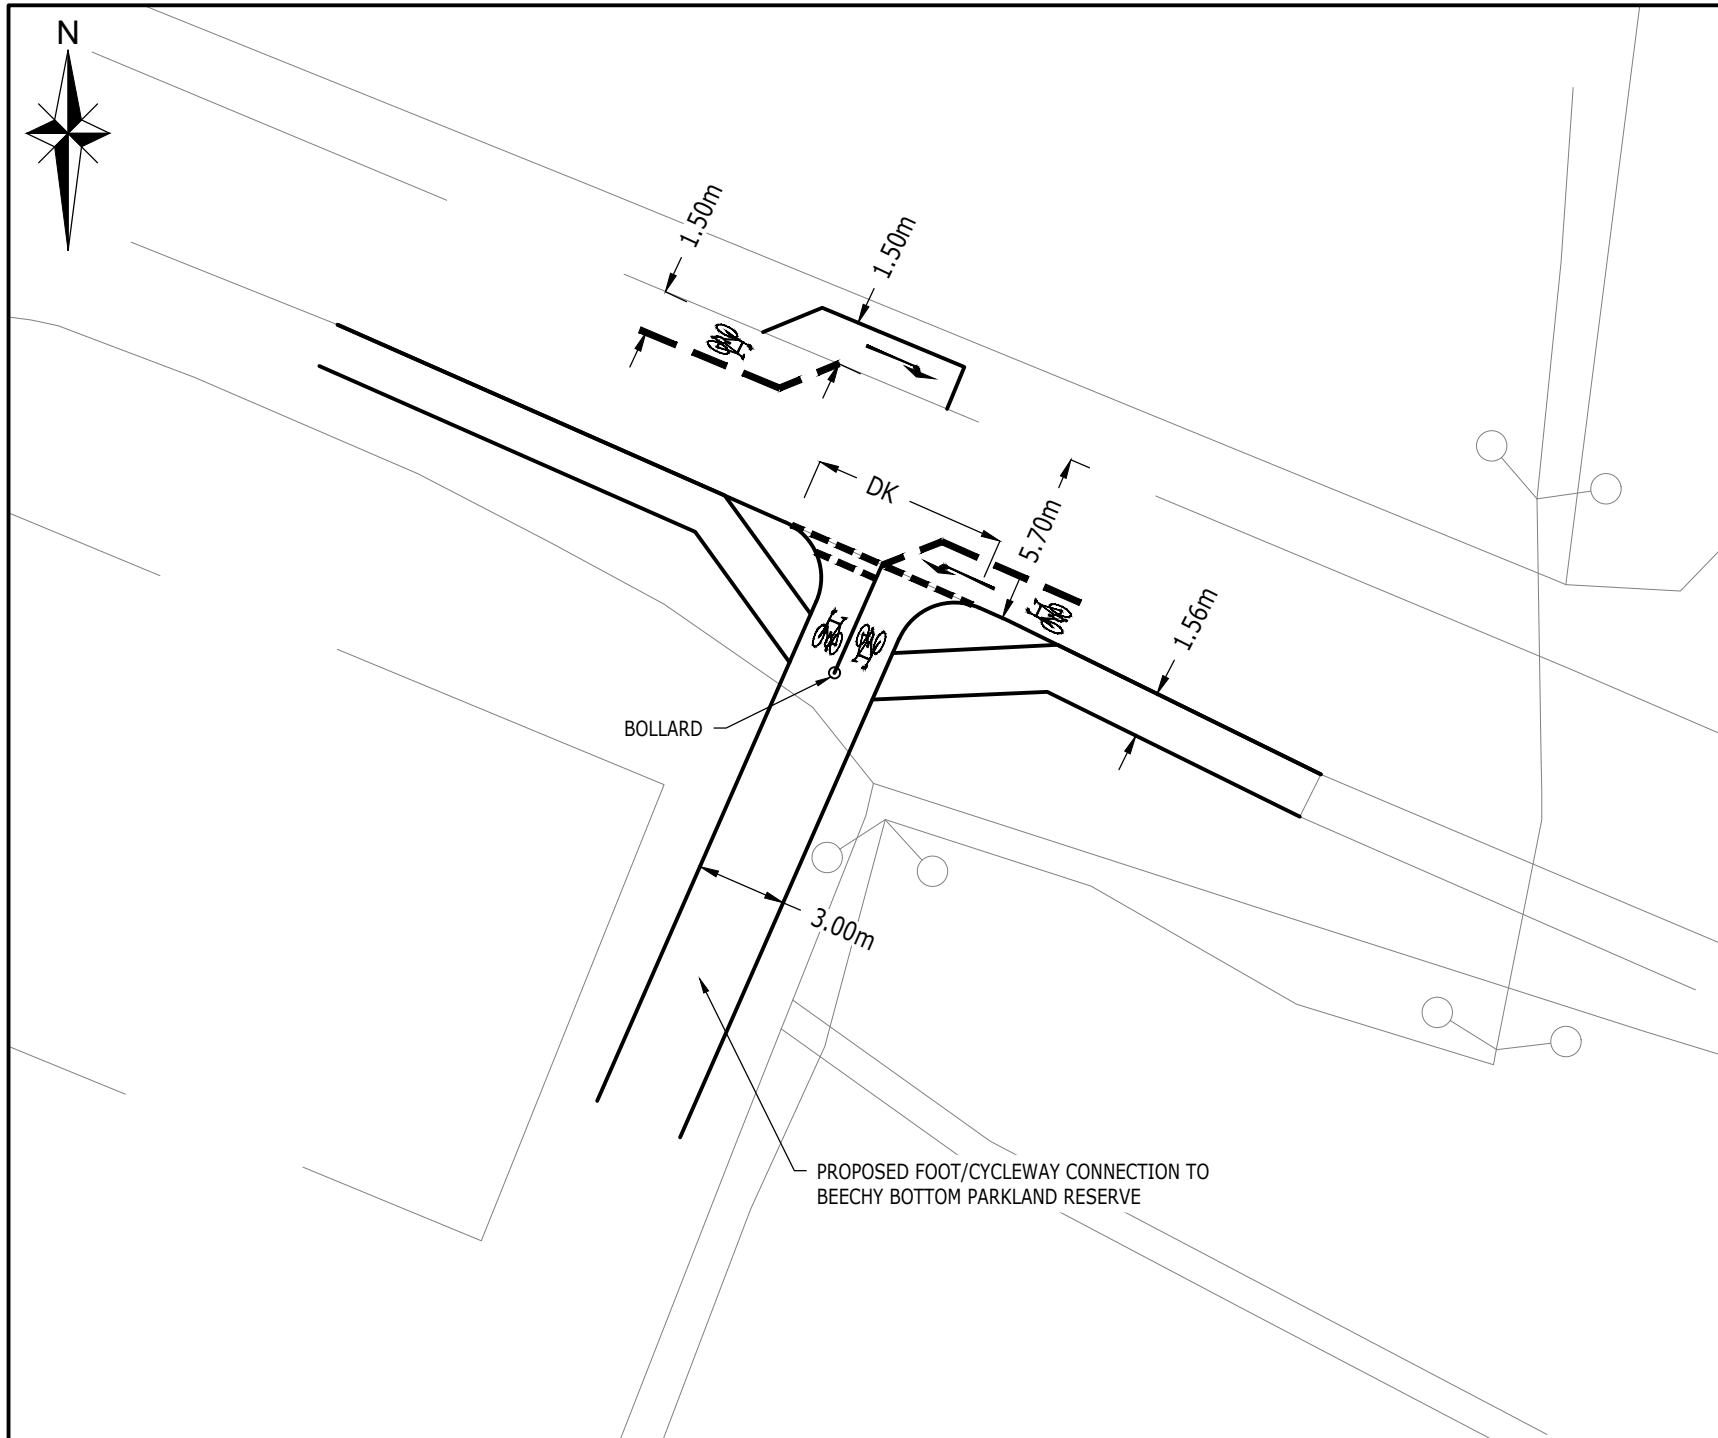 N
1.50m
1.50m
DK
5.70m
1.56m
BOLLARD
3.00m
PROPOSED FOOT/CYCLEWAY CONNECTION TO
BEECHY BOTTOM PARKLAND RESERVE